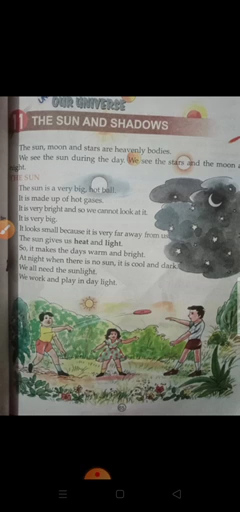 OUR UNIVERSE
11 THE SUN AND SHADOWS
The sun, moon and stars are heavenly bodies.
We see the sun during the day. We see the stars and the moon
night.
THE SUN
The sun is a very big, hot ball.
It is made up of hot gases.
It is very bright and so we cannot look at it.
It is very big.
It looks small because it is very far away from us.
The sun gives us heat and light.
So, it makes the days warm and bright.
At night when there is no sun, it is cool and dark.
We all need the sunlight.
We work and play in day light.